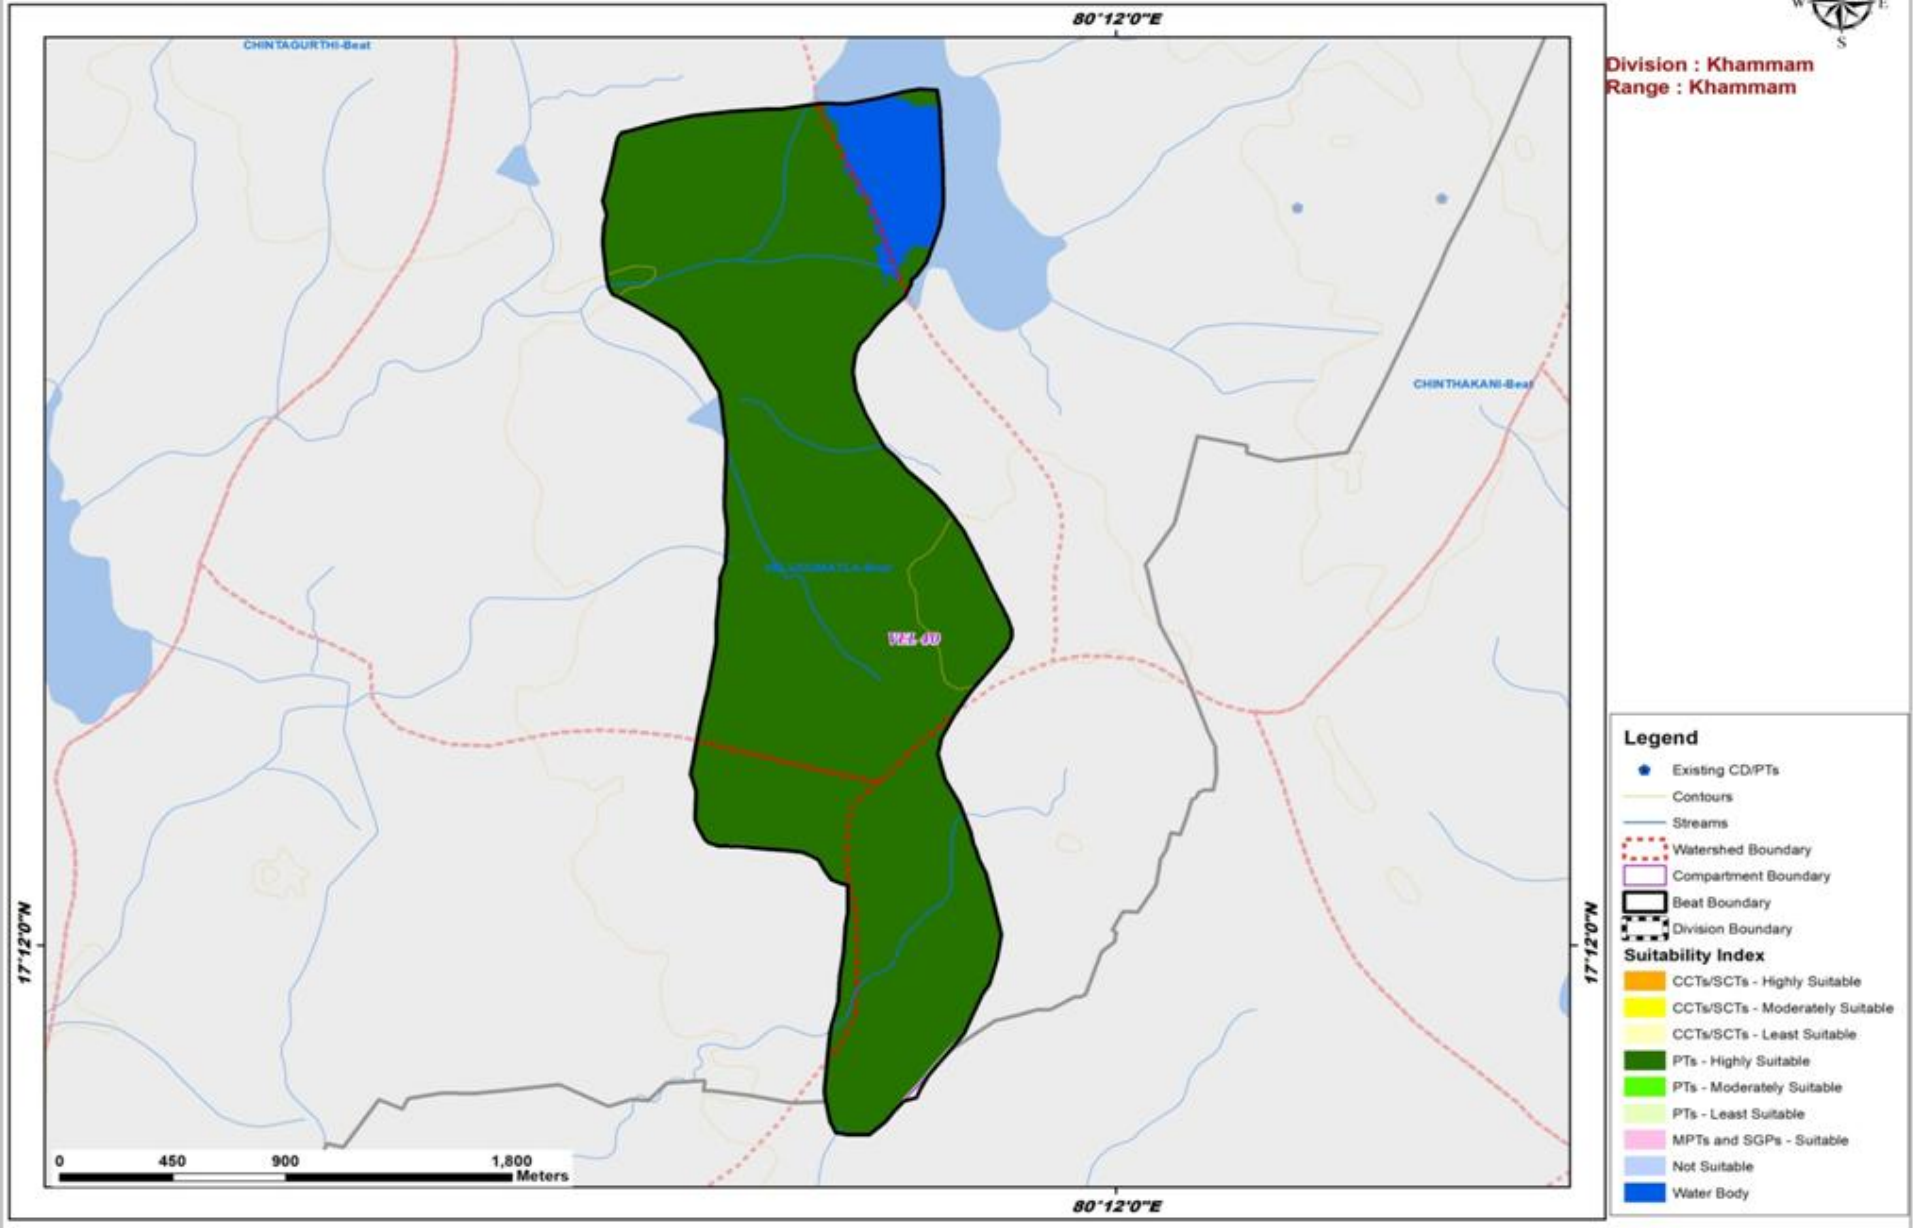 80°12'0"E
W
E
S
CHINTAGURTHI-Beat
Division : Khammam
Range : Khammam
CHINTHAKANI-Beat
VEL 40
17°12'0"N
17°12'0"N
0 450 900 1,800
Meters
80°12'0"E
Legend
Existing CD/PTs
Contours
Streams
Watershed Boundary
Compartment Boundary
Beat Boundary
Division Boundary
Suitability Index
CCTs/SCTs - Highly Suitable
CCTs/SCTs - Moderately Suitable
CCTs/SCTs - Least Suitable
PTs - Highly Suitable
PTs - Moderately Suitable
PTs - Least Suitable
MPTs and SGPs - Suitable
Not Suitable
Water Body